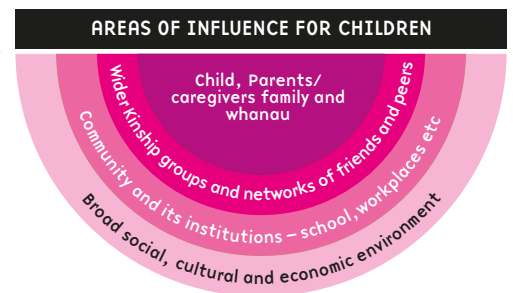 AREAS OF INFLUENCE FOR CHILDREN
Child, Parents/
caregivers family and
whanau
Wider Kinship groups and networks of friends and peers
Community and its institutions – school, workplaces etc
Broad social, cultural and economic environment